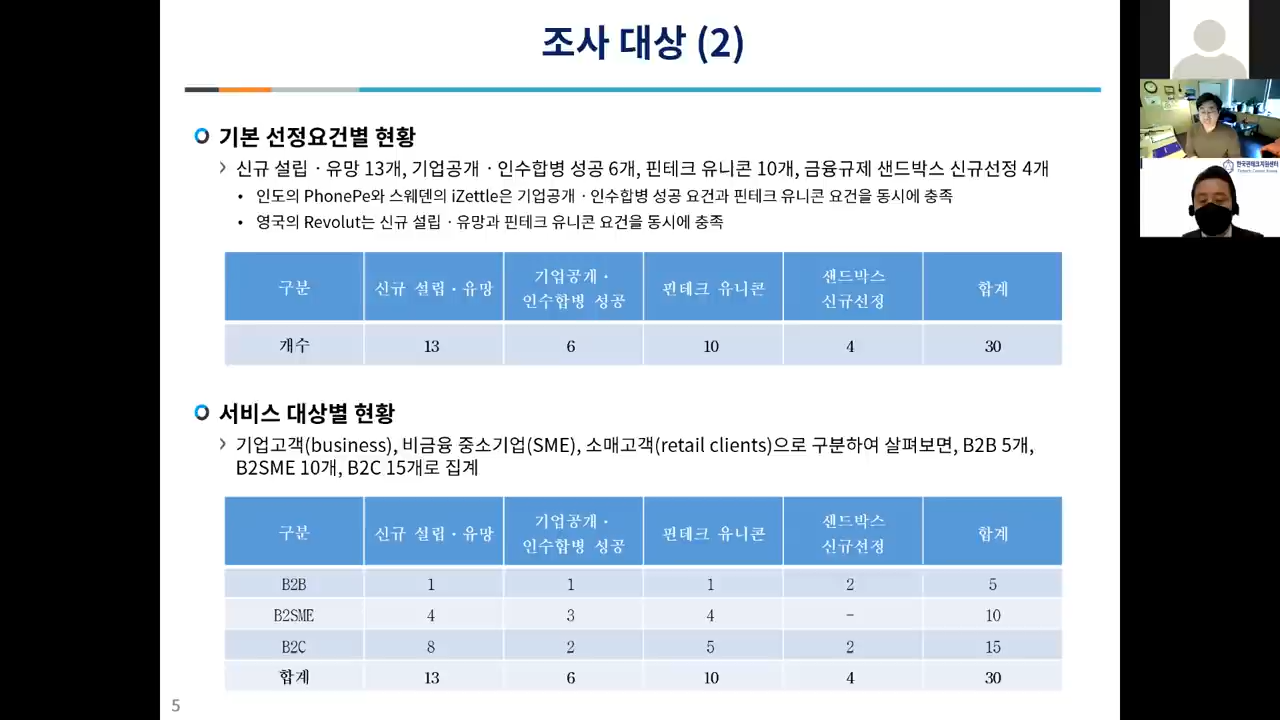 조사 대상 (2)
기본 선정요건별 현황
신규 설립 · 유망 13개, 기업공개 · 인수합병 성공 6개, 핀테크 유니콘 10개, 금융규제 샌드박스 신규선정 4개
• 인도의 PhonePe와 스웨덴의 iZettle은 기업공개 · 인수합병 성공 요건과 핀테크 유니콘 요건을 동시에 충족
• 영국의 Revolut는 신규 설립 · 유망과 핀테크 유니콘 요건을 동시에 충족
구분 신규 설립·유망 기업공개· 인수합병 성공 핀테크 유니콘 샌드박스 신규선정 합계
개수 13 6 10 4 30
서비스 대상별 현황
기업고객(business), 비금융 중소기업(SME), 소매고객(retail clients)으로 구분하여 살펴보면, B2B 5개,
B2SME 10개, B2C 15개로 집계
구분 신규 설립·유망 기업공개· 인수합병 성공 핀테크 유니콘 샌드박스 신규선정 합계
B2B 1 1 1 2 5
B2SME 4 3 4 - 10
B2C 8 2 5 2 15
합계 13 6 10 4 30
5
한국핀테크지원센터